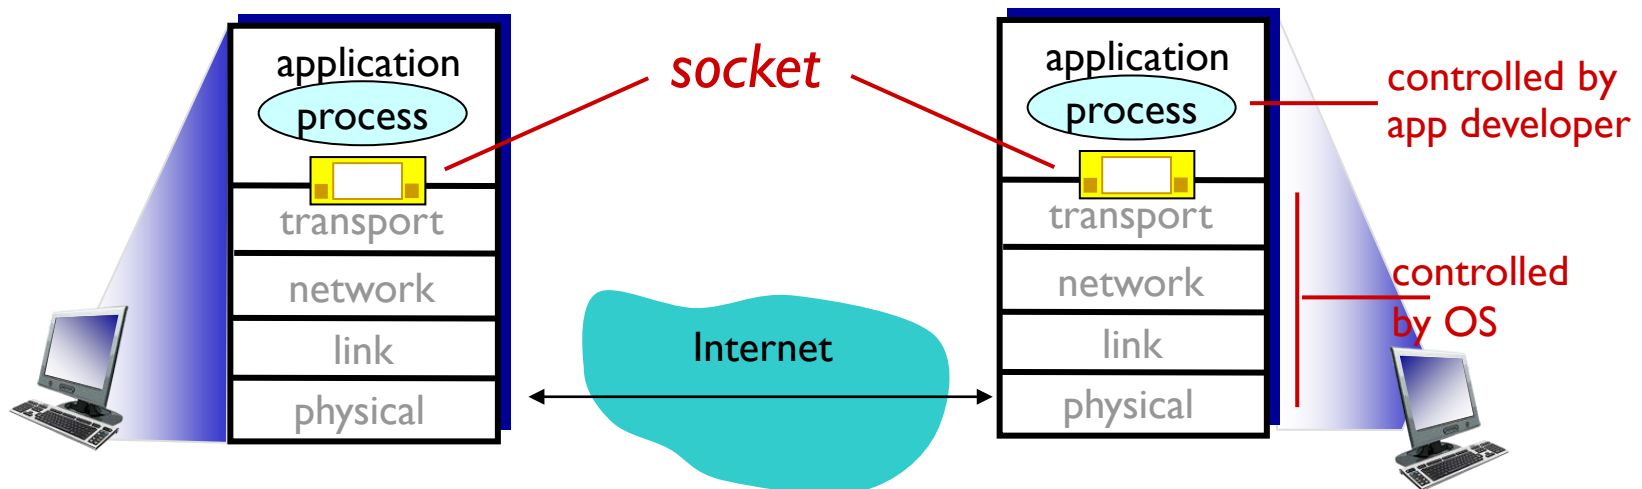 application
process
transport
network
link
physical
socket
Internet
application
process
transport
network
link
physical
controlled by
app developer
controlled
by OS